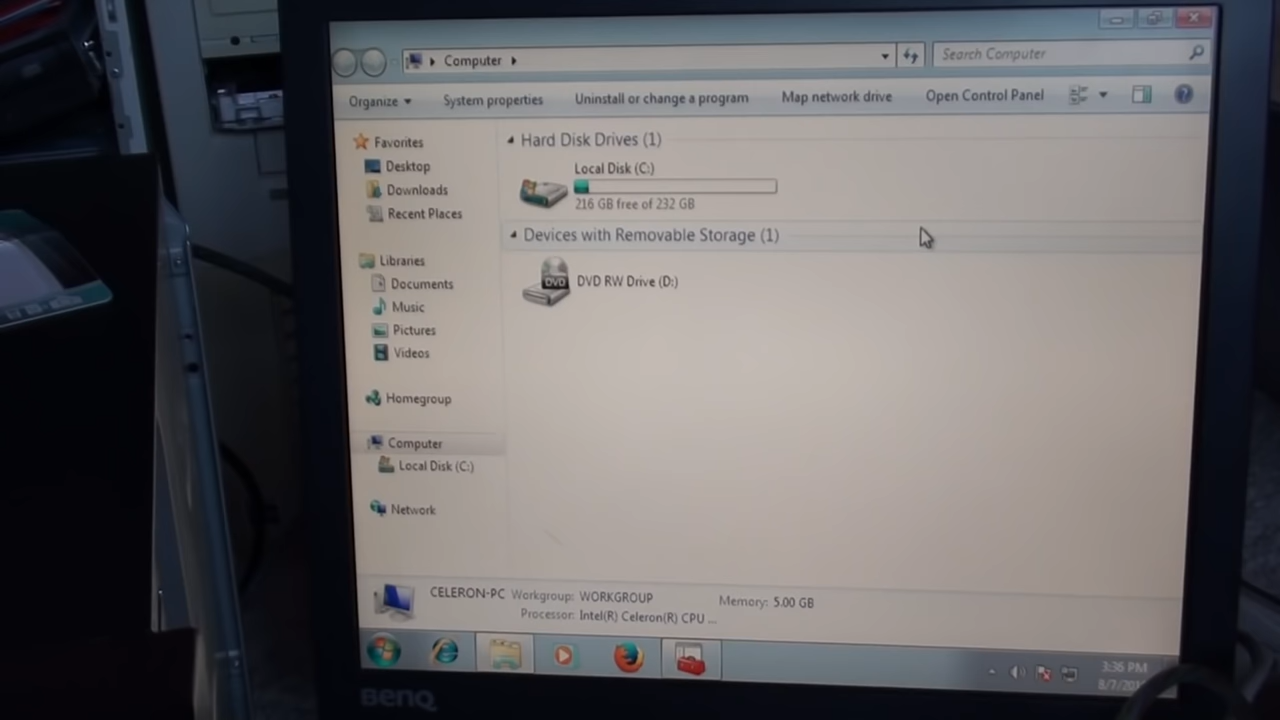 Computer
Search Computer
Organize
System properties
Uninstall or change a program
Map network drive
Open Control Panel
Favorites
Desktop
Downloads
Recent Places
Libraries
Documents
Music
Pictures
Videos
Homegroup
Computer
Local Disk (C:)
Network
Hard Disk Drives (1)
Local Disk (C:)
216 GB free of 232 GB
Devices with Removable Storage (1)
DVD
DVD RW Drive (D:)
CELERON-PC Workgroup: WORKGROUP Memory: 5.00 GB
Processor: Intel(R) Celeron(R) CPU ...
3:36 PM
BenQ